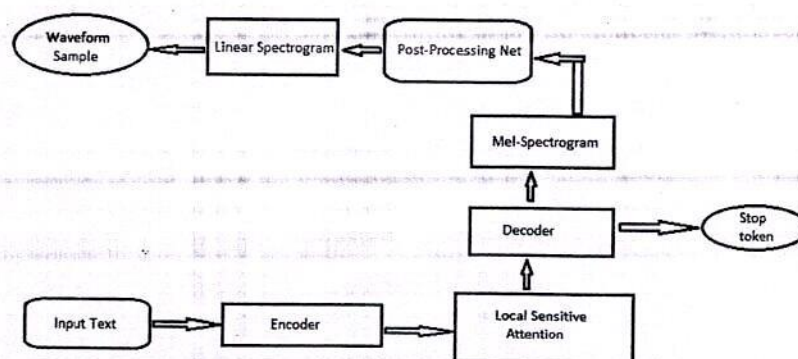 Waveform
Sample
Linear Spectrogram
Post-Processing Net
Mel-Spectrogram
Decoder
Stop
token
Input Text
Encoder
Local Sensitive
Attention